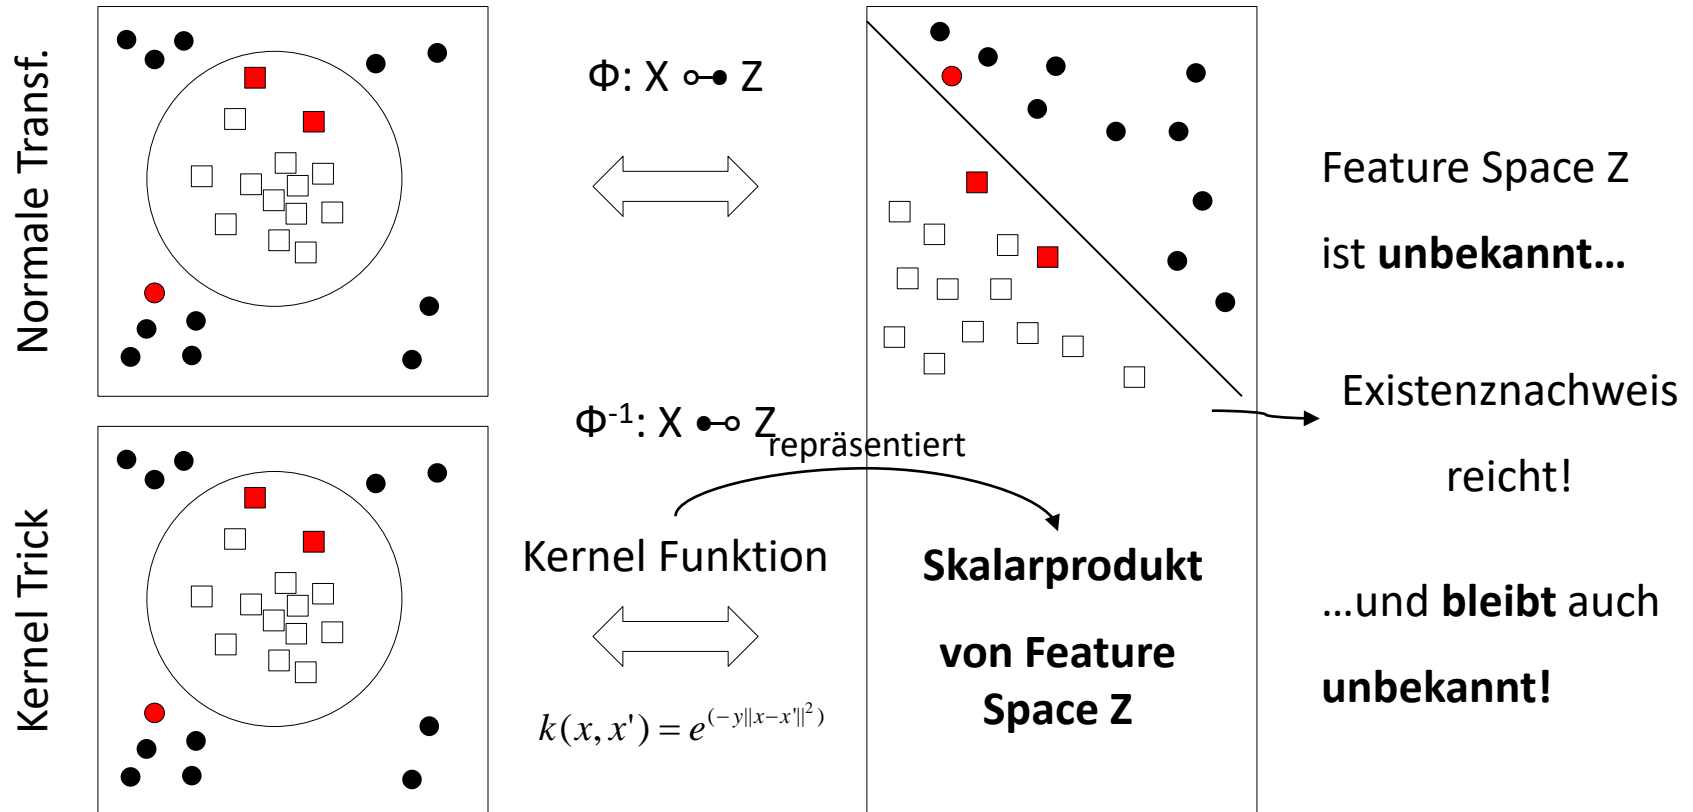 Normale Transf.
Φ: X ⊶ Z
Φ⁻¹: X ⊷ Z
Feature Space Z
ist unbekannt…
Existenznachweis
reicht!
…und bleibt auch
unbekannt!
Kernel Trick
repräsentiert
Kernel Funktion
k(x, x') = e^(−y||x−x'||²)
Skalarprodukt
von Feature
Space Z